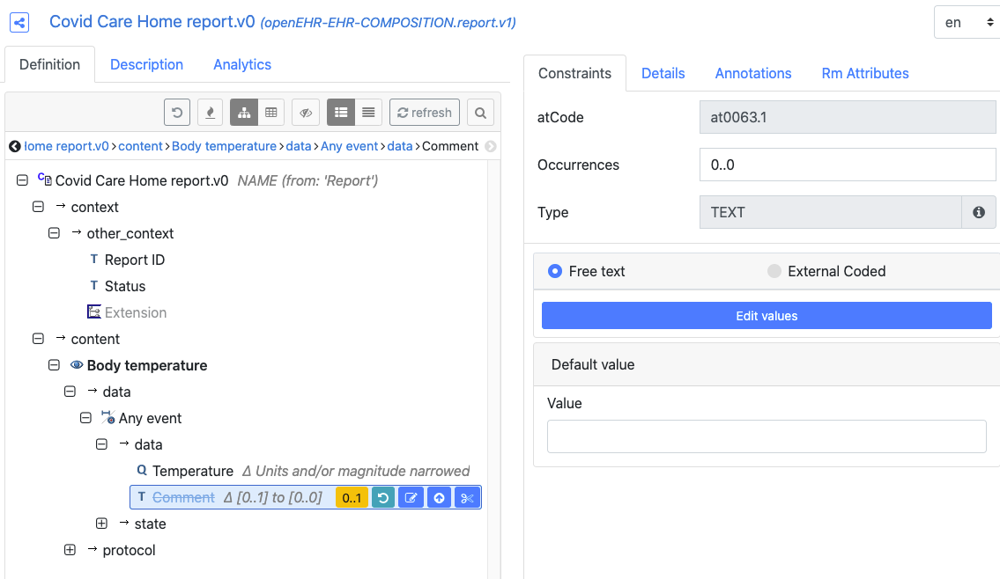 Covid Care Home report.v0 (openEHR-EHR-COMPOSITION.report.v1)
en
Definition Description Analytics
refresh
Iome report.v0 › content › Body temperature › data › Any event › data › Comment
Covid Care Home report.v0 NAME (from: 'Report')
context
other_context
T Report ID
T Status
Extension
content
Body temperature
data
Any event
data
Q Temperature Δ Units and/or magnitude narrowed
T Comment Δ [0..1] to [0..0] 0..1
state
protocol
Constraints Details Annotations Rm Attributes
atCode at0063.1
Occurrences 0..0
Type TEXT
Free text External Coded
Edit values
Default value
Value